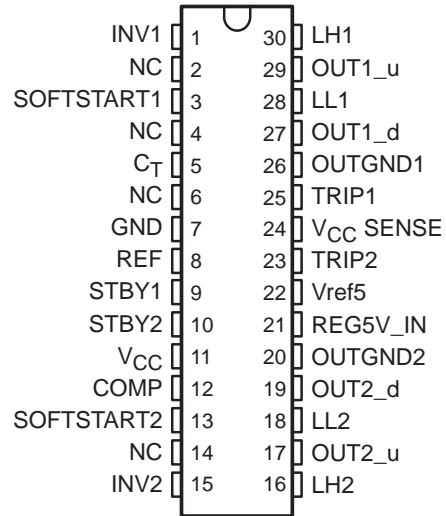 INV1 1 30 LH1
NC 2 29 OUT1_u
SOFTSTART1 3 28 LL1
NC 4 27 OUT1_d
CT 5 26 OUTGND1
NC 6 25 TRIP1
GND 7 24 VCC SENSE
REF 8 23 TRIP2
STBY1 9 22 Vref5
STBY2 10 21 REG5V_IN
VCC 11 20 OUTGND2
COMP 12 19 OUT2_d
SOFTSTART2 13 18 LL2
NC 14 17 OUT2_u
INV2 15 16 LH2